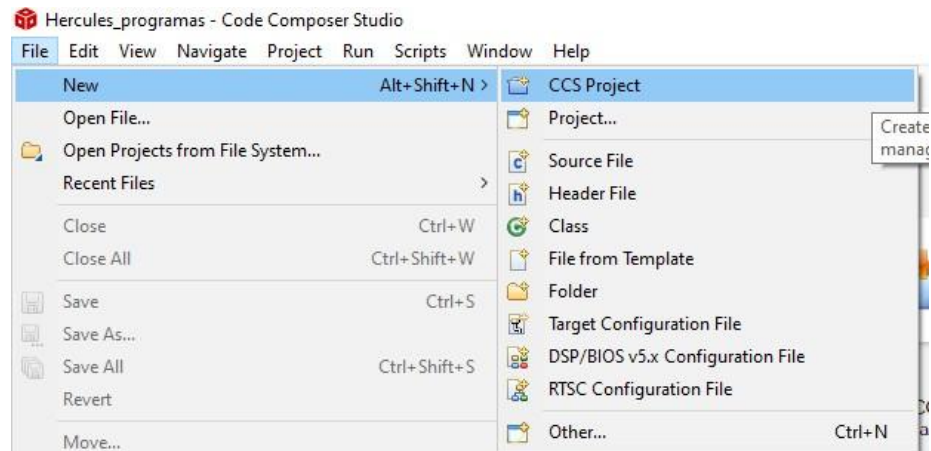 Hercules_programas - Code Composer Studio
File Edit View Navigate Project Run Scripts Window Help
New Alt+Shift+N >
Open File...
Open Projects from File System...
Recent Files >
Close Ctrl+W
Close All Ctrl+Shift+W
Save Ctrl+S
Save As...
Save All Ctrl+Shift+S
Revert
Move...
CCS Project
Project...
Source File
Header File
Class
File from Template
Folder
Target Configuration File
DSP/BIOS v5.x Configuration File
RTSC Configuration File
Other... Ctrl+N
Create
manag